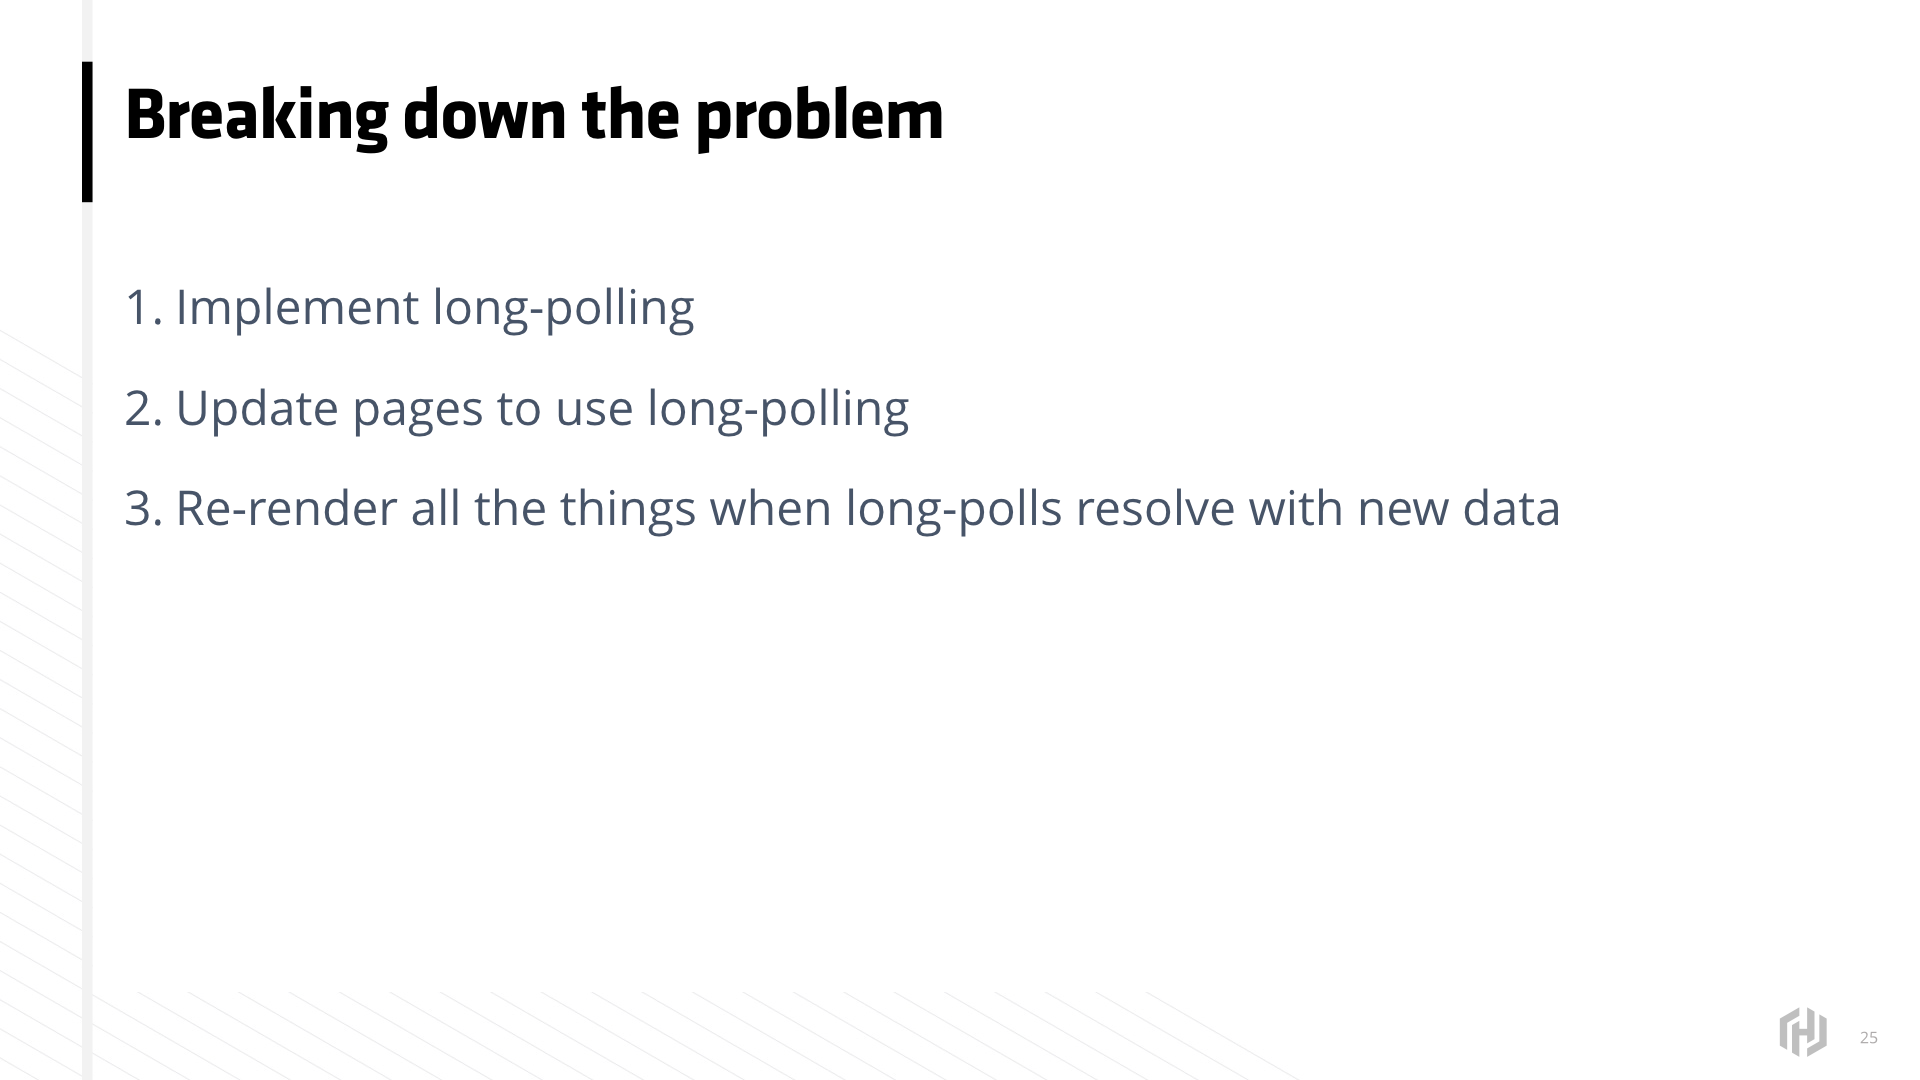 Breaking down the problem
1. Implement long-polling
2. Update pages to use long-polling
3. Re-render all the things when long-polls resolve with new data
25